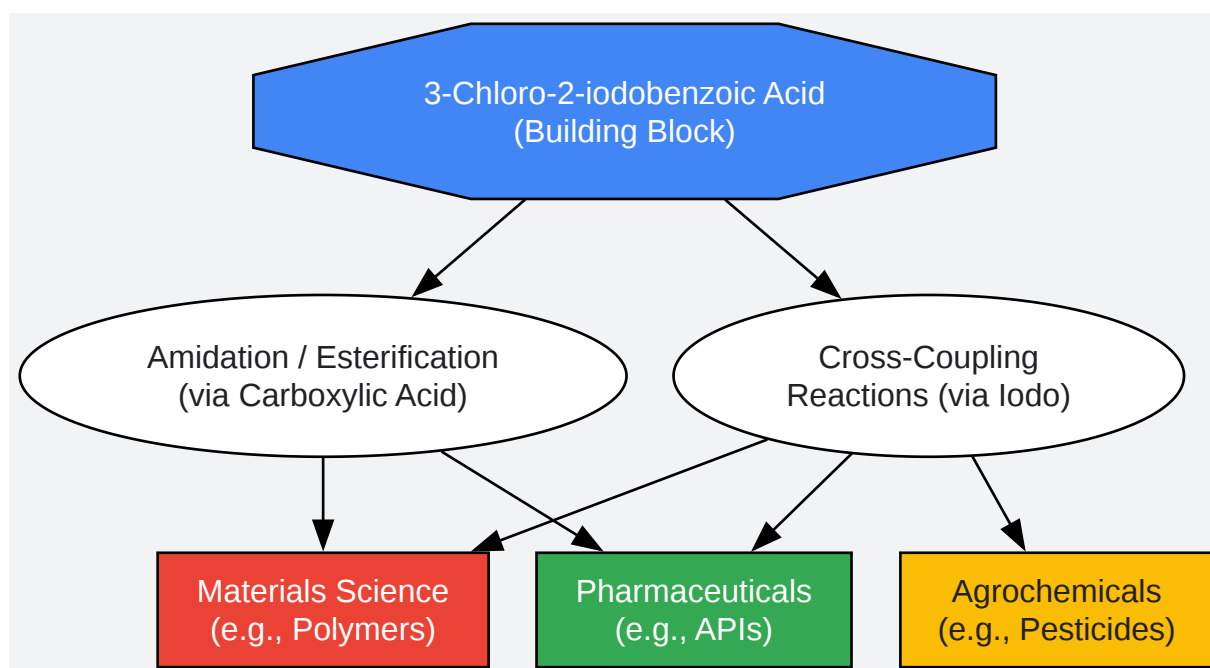 3-Chloro-2-iodobenzoic Acid
(Building Block)
Amidation / Esterification
(via Carboxylic Acid)
Cross-Coupling
Reactions (via Iodo)
Materials Science
(e.g., Polymers)
Pharmaceuticals
(e.g., APIs)
Agrochemicals
(e.g., Pesticides)